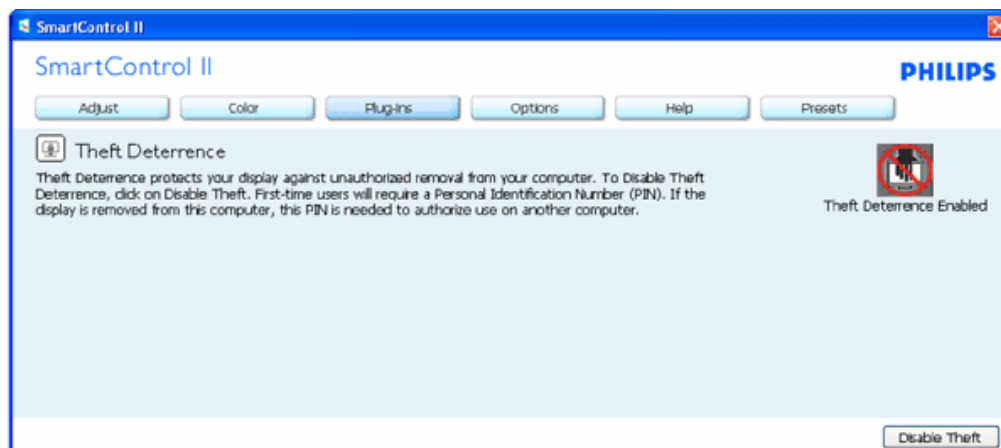 SmartControl II
SmartControl II
PHILIPS
Adjust Color Plug-Ins Options Help Presets
Theft Deterrence
Theft Deterrence protects your display against unauthorized removal from your computer. To Disable Theft
Deterrence, click on Disable Theft. First-time users will require a Personal Identification Number (PIN). If the
display is removed from this computer, this PIN is needed to authorize use on another computer.
Theft Deterrence Enabled
Disable Theft